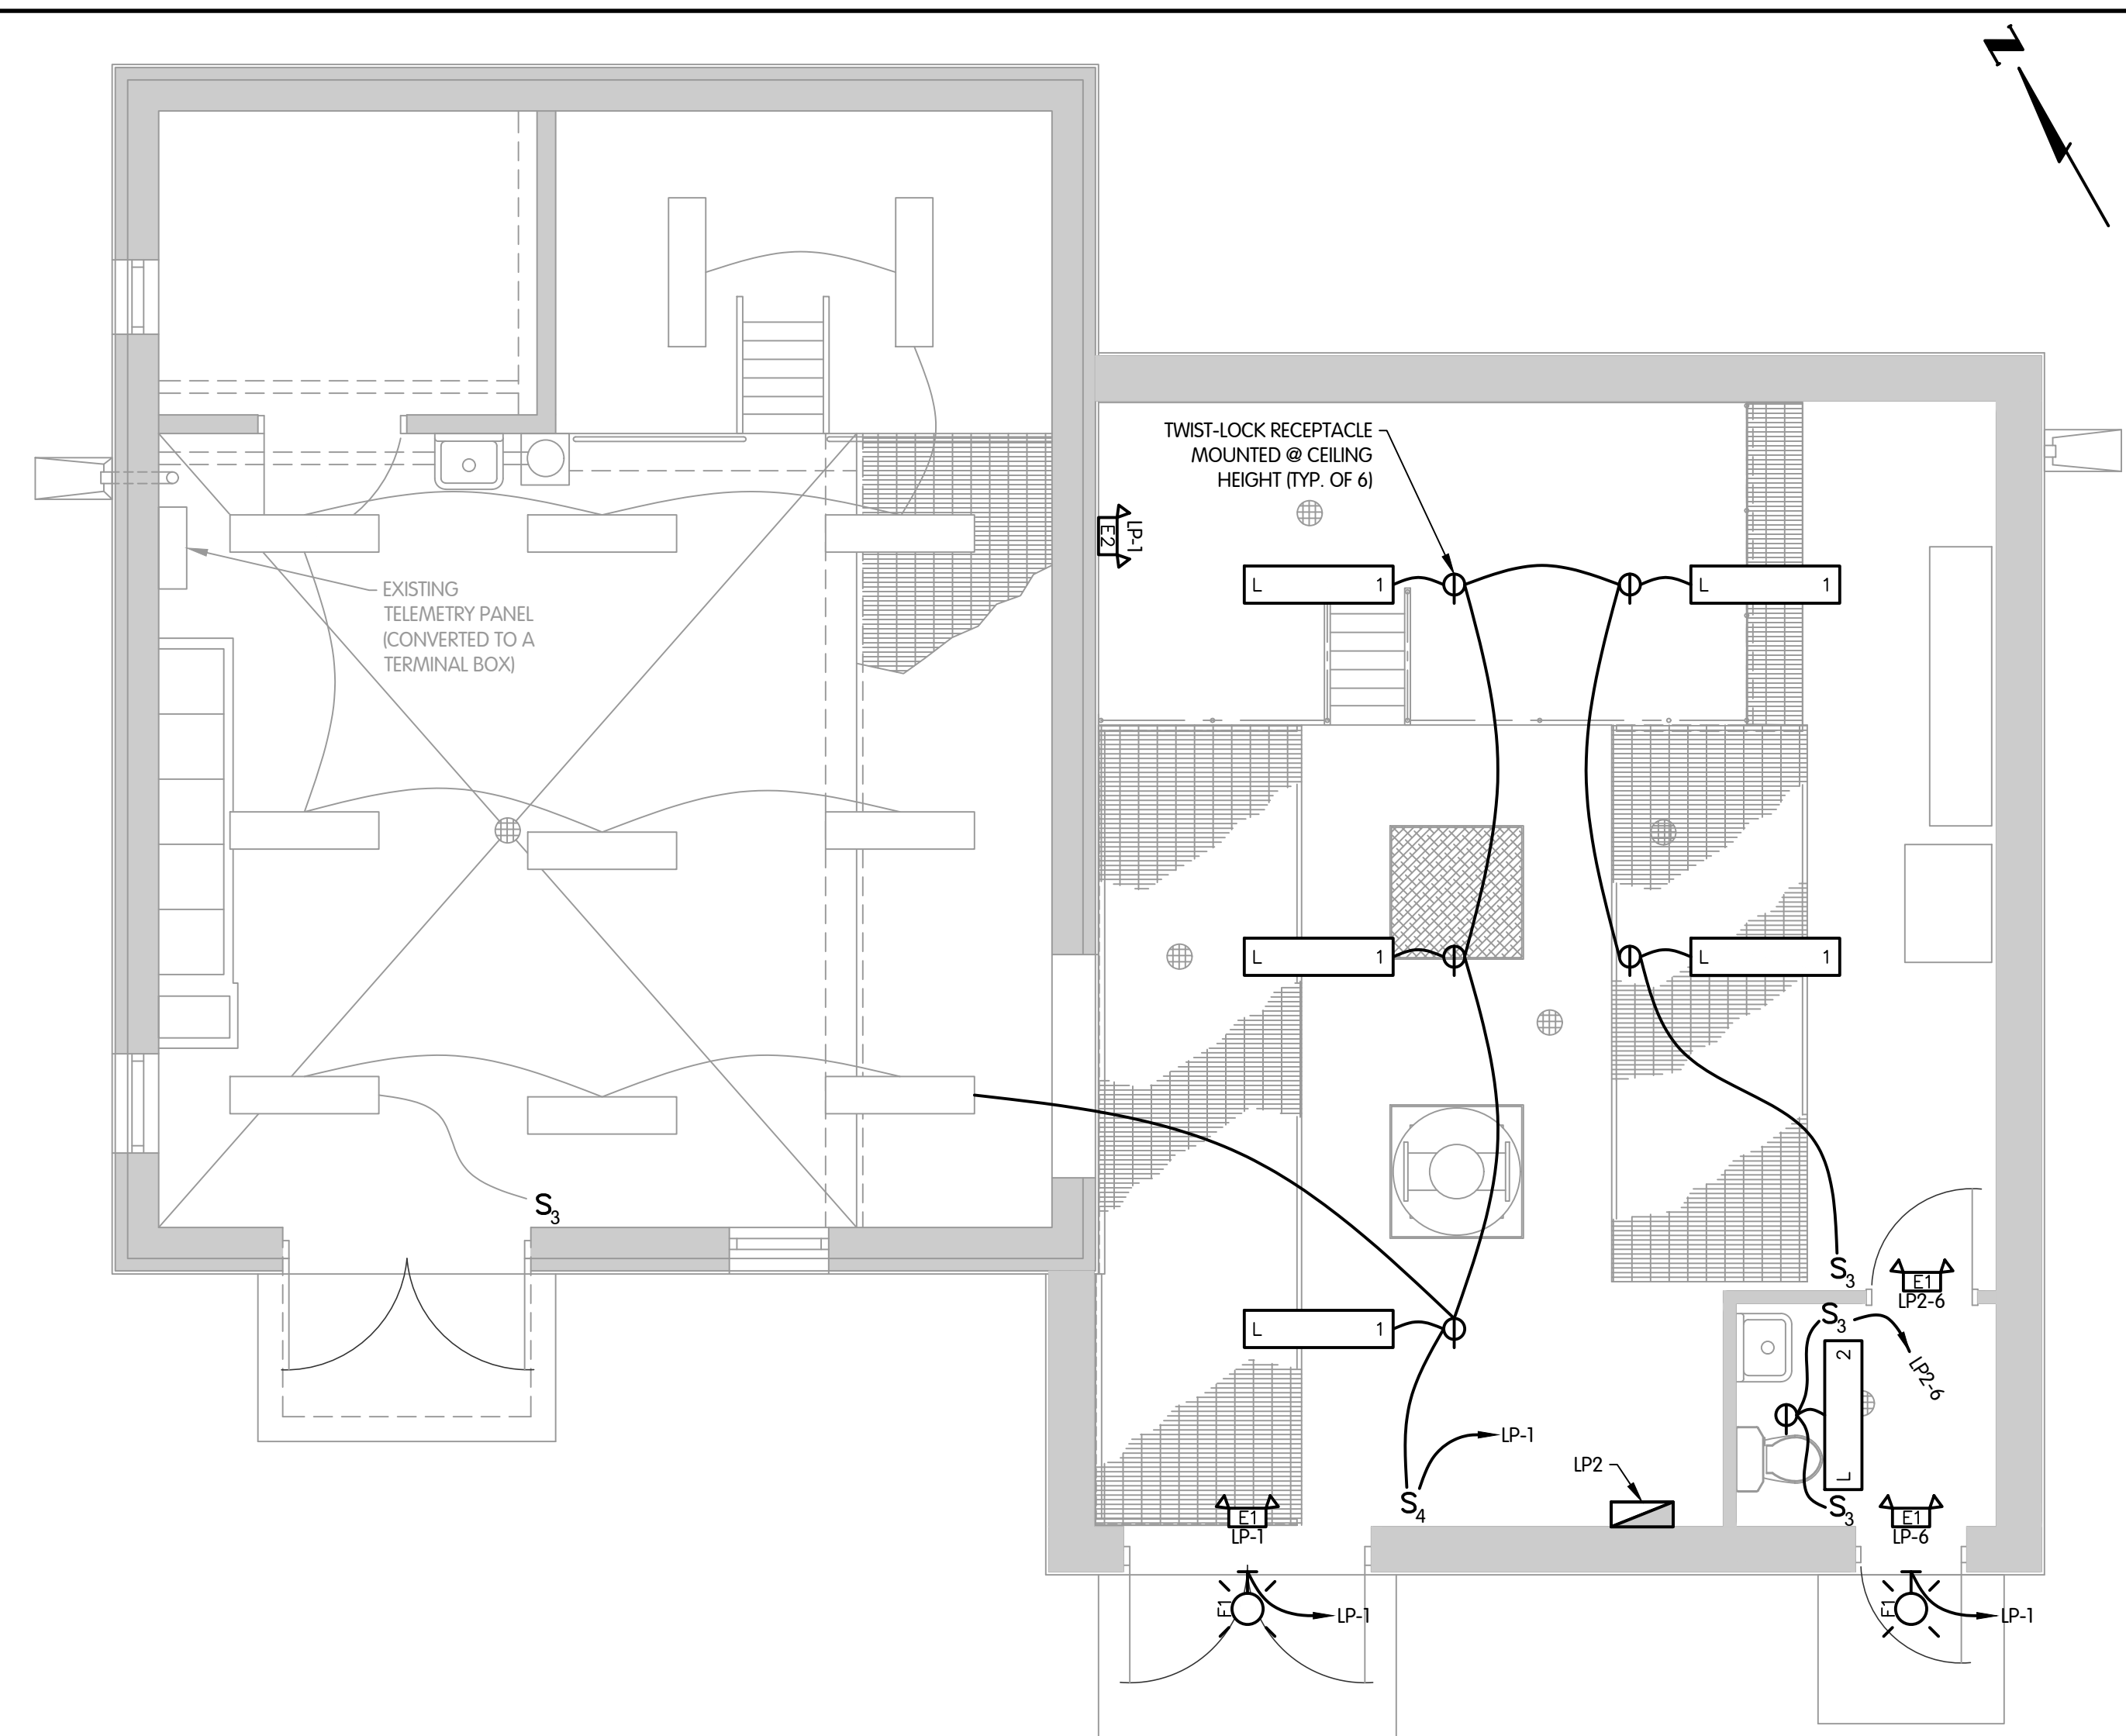 N
TWIST-LOCK RECEPTACLE
MOUNTED @ CEILING
HEIGHT (TYP. OF 6)
E2
LP-1
EXISTING
TELEMETRY PANEL
(CONVERTED TO A
TERMINAL BOX)
L 1
L 1
L 1
L 1
S3
S3
E1
LP2-6
S3
L 1
2
L
LP2-6
LP-1
LP2
S4
S3
E1
LP-1
E1
LP-6
F1
LP-1
F1
LP-1